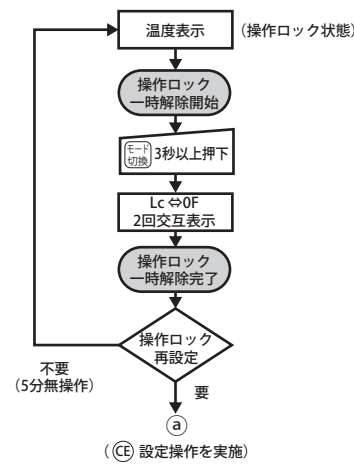 温度表示 (操作ロック状態)
操作ロック
一時解除開始
モード
切換 3秒以上押下
Lc⇔0F
2回交互表示
操作ロック
一時解除完了
操作ロック
再設定
不要
(5分無操作)
要
ⓐ
(CE 設定操作を実施)